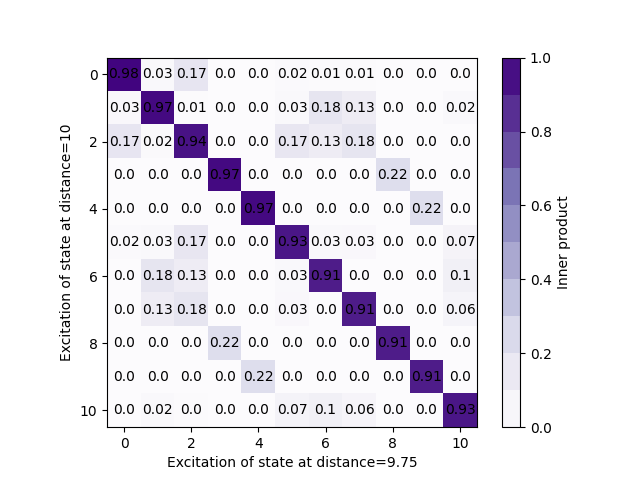 0 0.98 0.03 0.17 0.0 0.0 0.02 0.01 0.01 0.0 0.0 0.0
0.03 0.97 0.01 0.0 0.0 0.03 0.18 0.13 0.0 0.0 0.02
2 0.17 0.02 0.94 0.0 0.0 0.17 0.13 0.18 0.0 0.0 0.0
0.0 0.0 0.0 0.97 0.0 0.0 0.0 0.0 0.22 0.0 0.0
4 0.0 0.0 0.0 0.0 0.97 0.0 0.0 0.0 0.0 0.22 0.0
0.02 0.03 0.17 0.0 0.0 0.93 0.03 0.03 0.0 0.0 0.07
6 0.0 0.18 0.13 0.0 0.0 0.03 0.91 0.0 0.0 0.0 0.1
0.0 0.13 0.18 0.0 0.0 0.03 0.0 0.91 0.0 0.0 0.06
8 0.0 0.0 0.0 0.22 0.0 0.0 0.0 0.0 0.91 0.0 0.0
0.0 0.0 0.0 0.0 0.22 0.0 0.0 0.0 0.0 0.91 0.0
10 0.0 0.02 0.0 0.0 0.0 0.07 0.1 0.06 0.0 0.0 0.93
0 2 4 6 8 10
Excitation of state at distance=9.75
Excitation of state at distance=10
1.0
0.8
0.6
0.4
0.2
0.0
Inner product